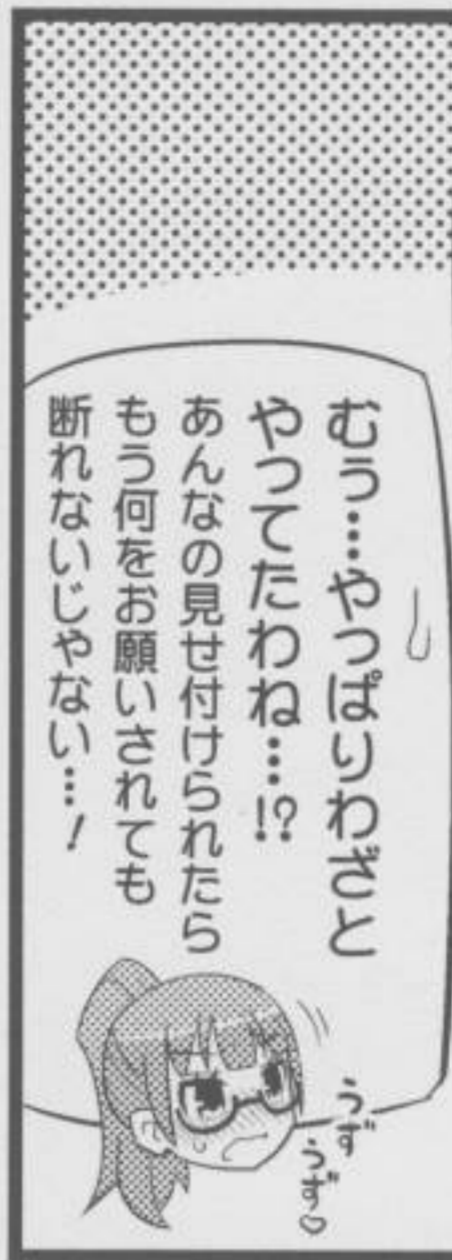 むぅ…やっぱりわざと
やってたわね…!?
あんなの見せ付けられたら
もう何をお願いされても
断れないじゃない…!
うず
うず♡